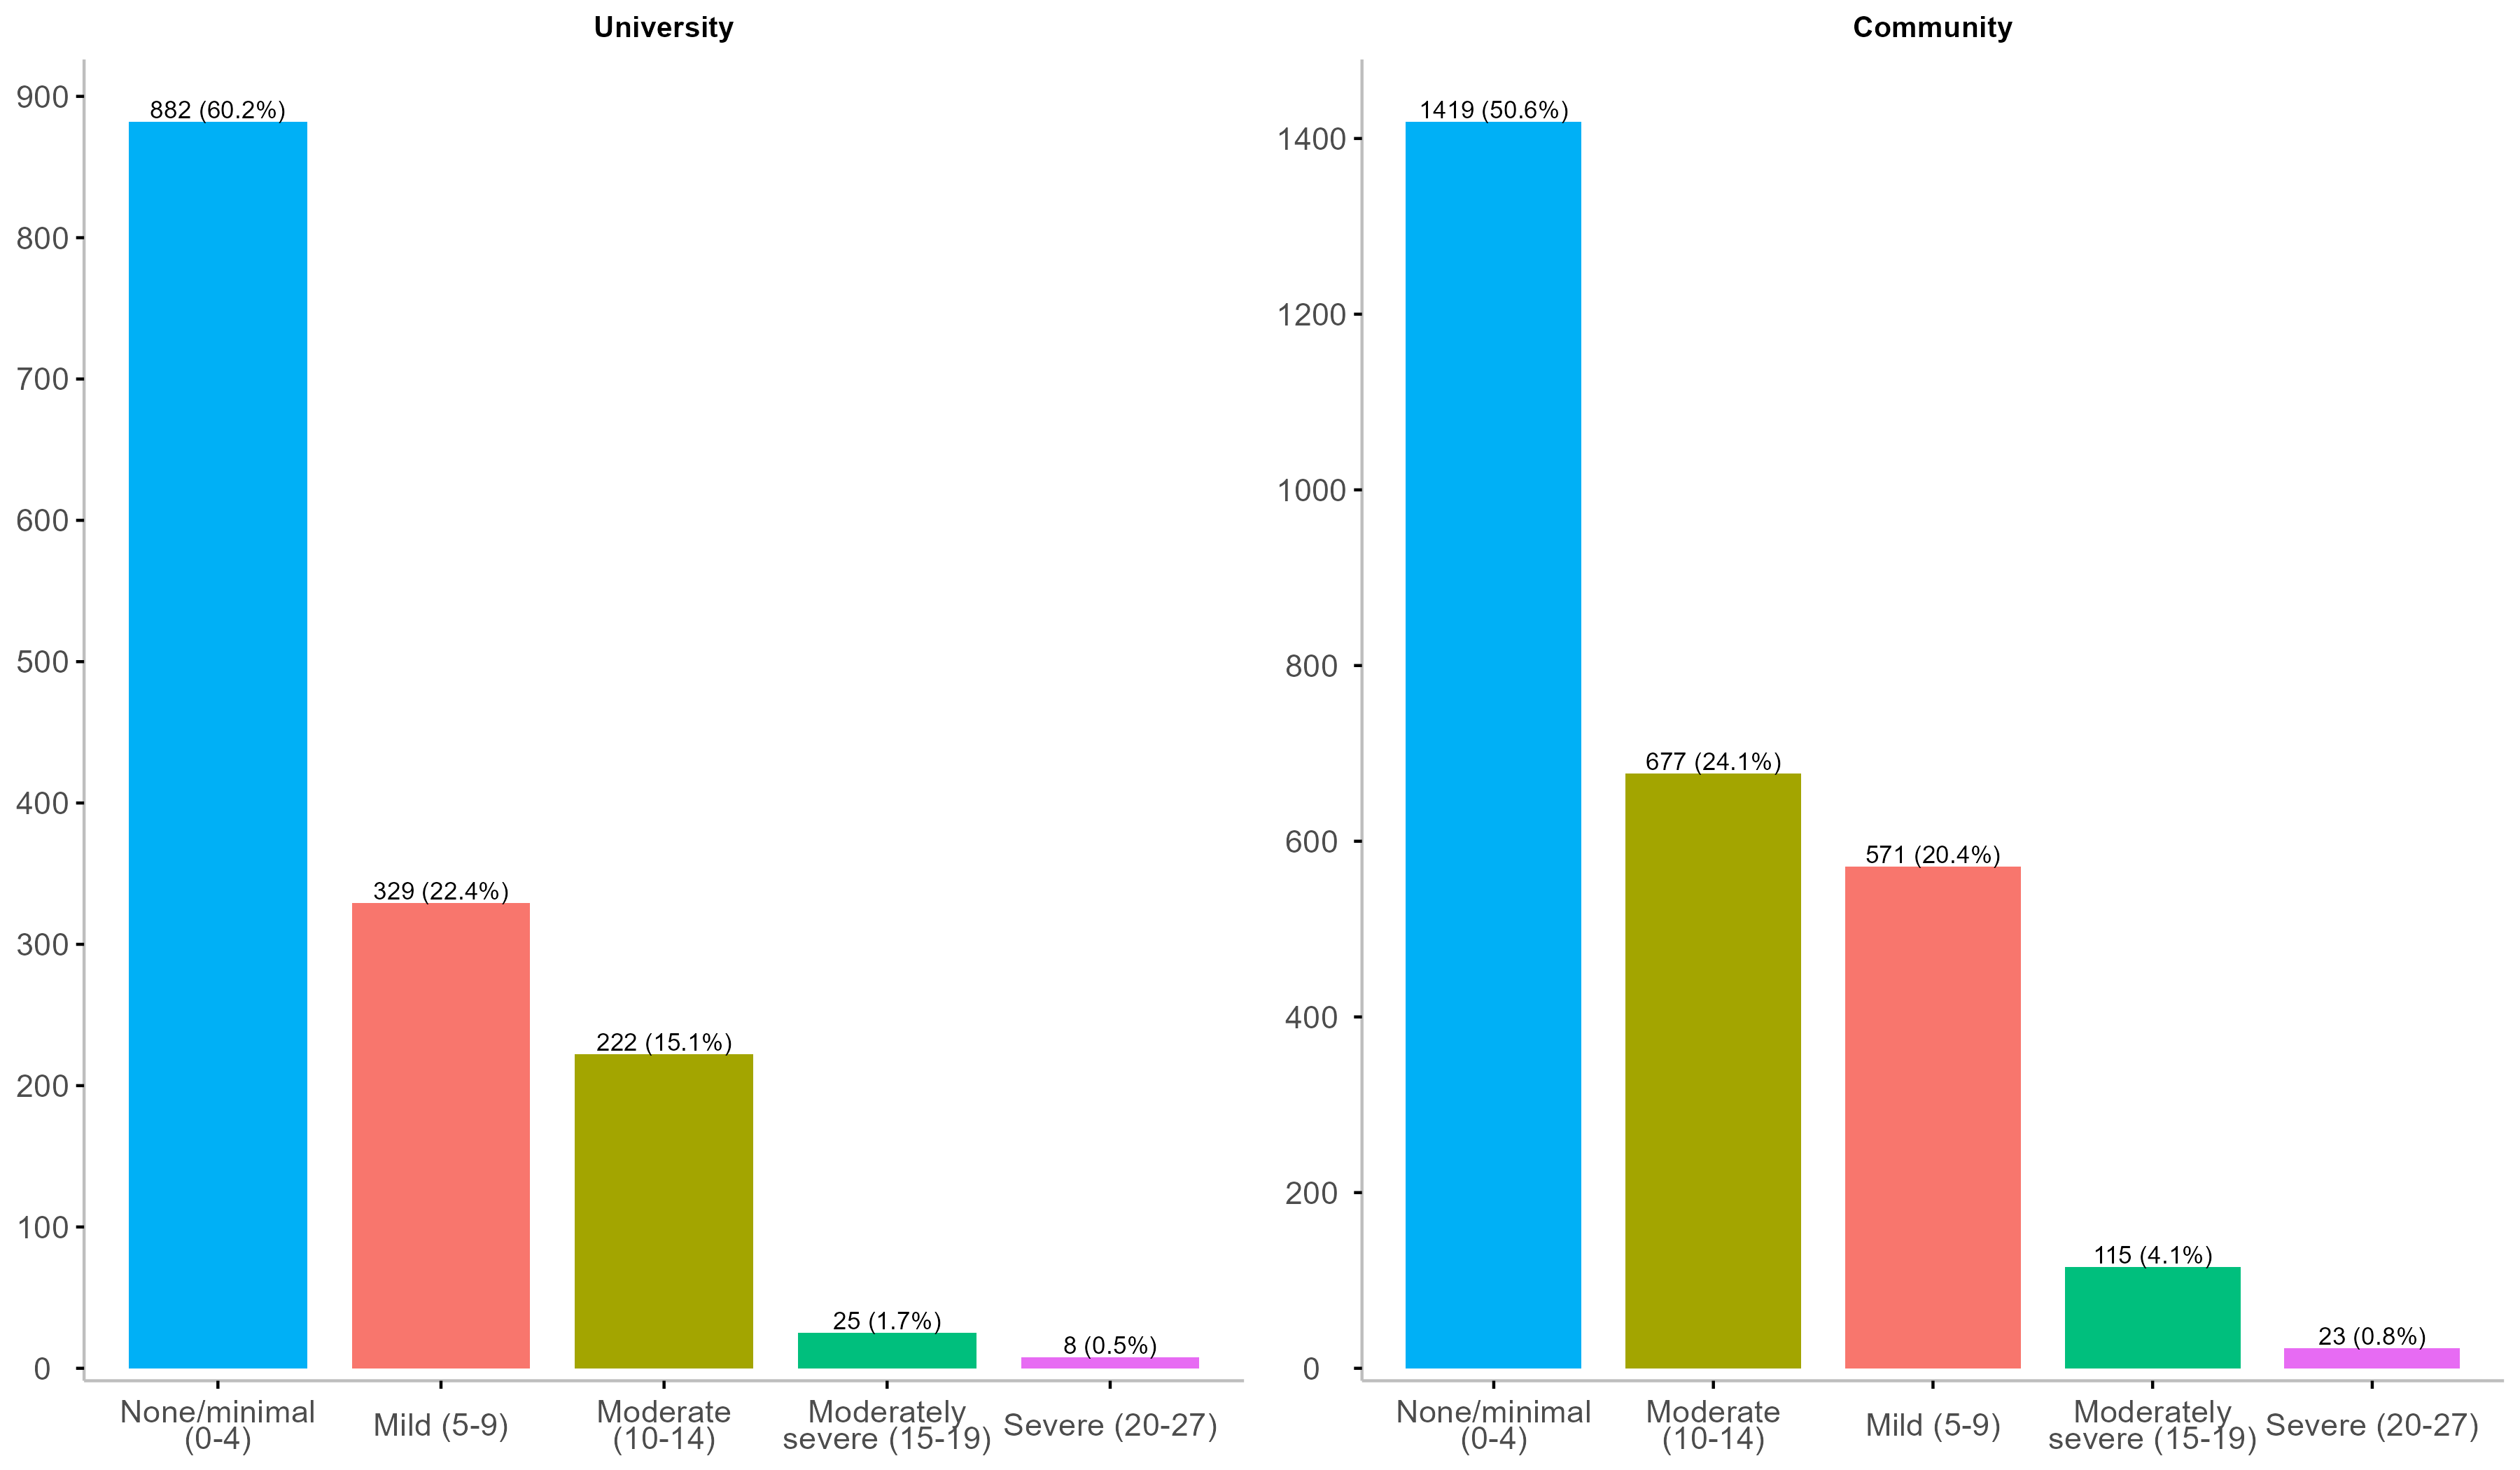 University
900
800
700
600
500
400
300
200
100
0
882 (60.2%)
329 (22.4%)
222 (15.1%)
25 (1.7%)
8 (0.5%)
None/minimal
(0-4)
Mild (5-9)
Moderate
(10-14)
Moderately
severe (15-19)
Severe (20-27)
Community
1400
1200
1000
800
600
400
200
0
1419 (50.6%)
677 (24.1%)
571 (20.4%)
115 (4.1%)
23 (0.8%)
None/minimal
(0-4)
Moderate
(10-14)
Mild (5-9)
Moderately
severe (15-19)
Severe (20-27)